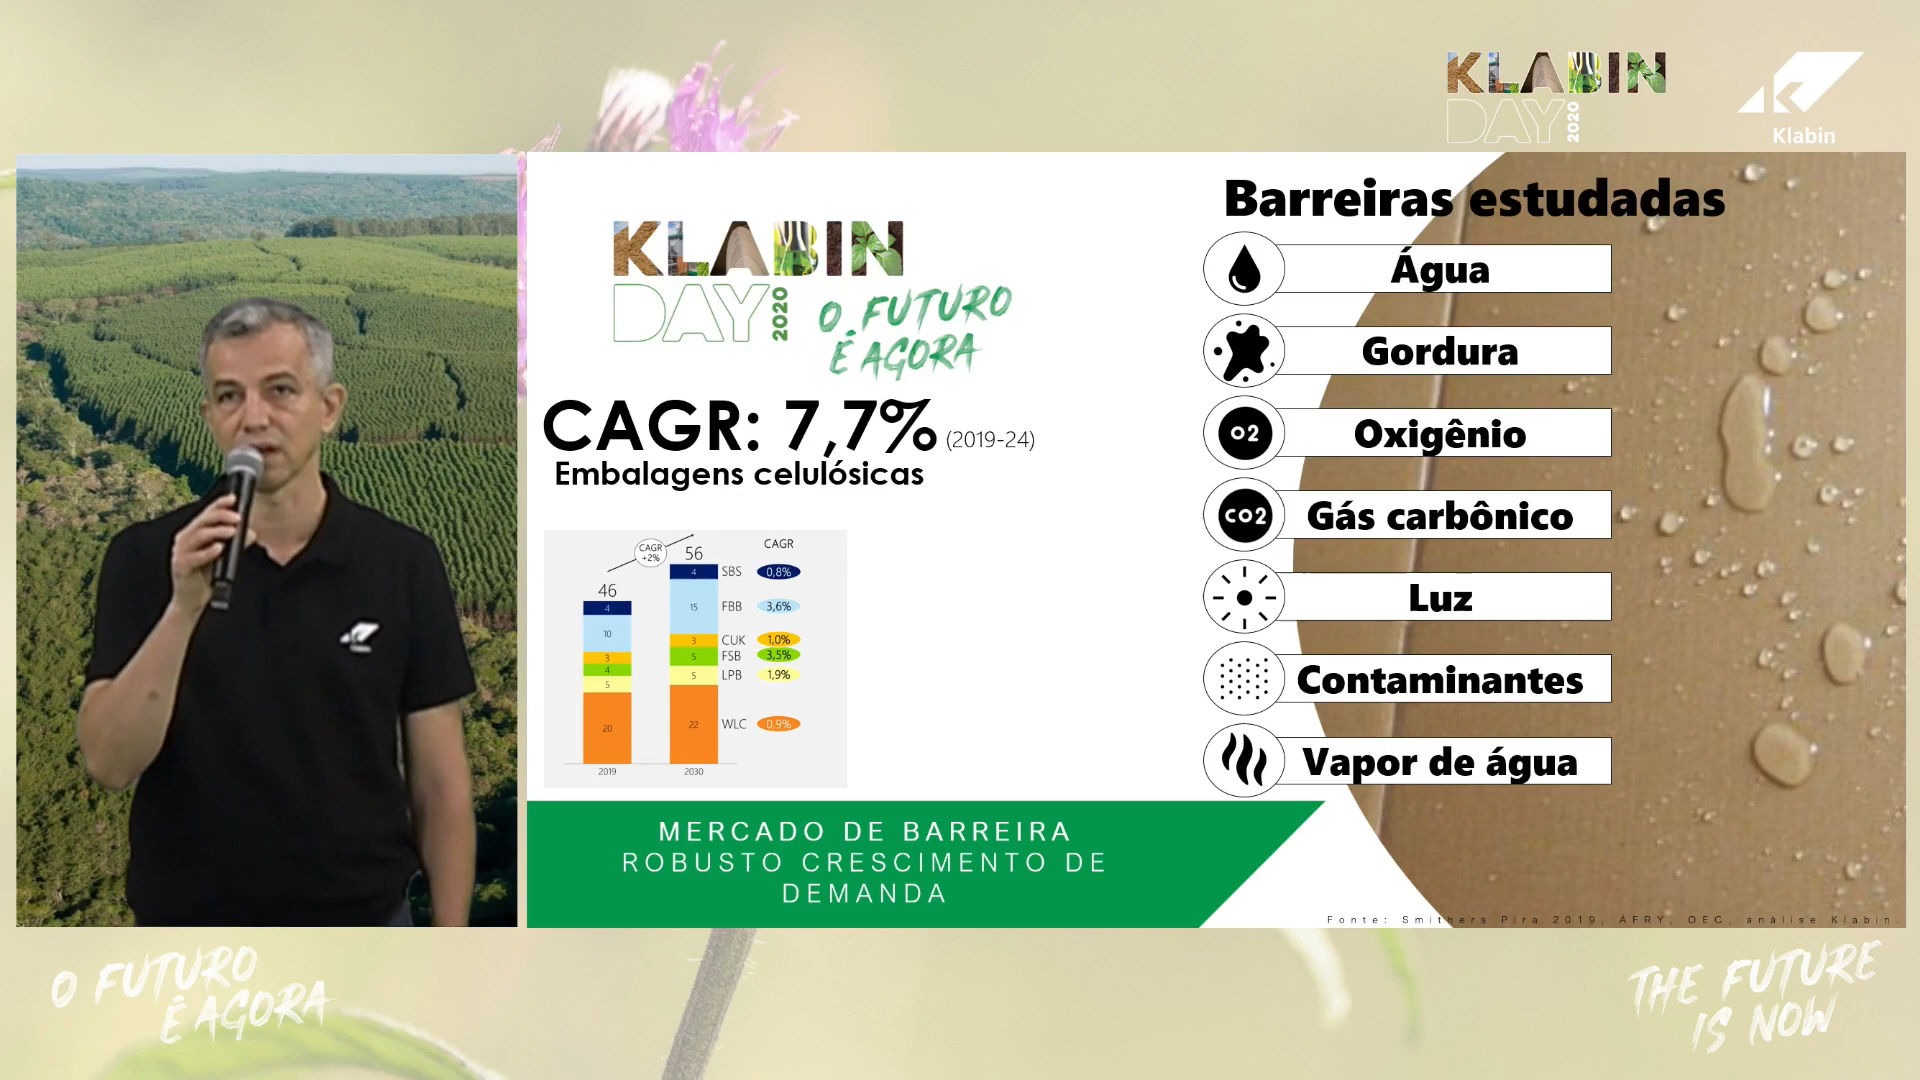 KLABIN
DAY 2020
Klabin
KLABIN
DAY 2020
O FUTURO
É AGORA
CAGR: 7,7% (2019-24)
Embalagens celulósicas
CAGR
+2%
CAGR
46
56
4
10
3
4
5
20
4
15
3
5
5
22
SBS
FBB
CUK
FSB
LPB
WLC
0,8%
3,6%
1,0%
3,5%
1,9%
0,9%
2019
2030
Barreiras estudadas
Água
Gordura
O2
Oxigênio
CO2
Gás carbônico
Luz
Contaminantes
Vapor de água
MERCADO DE BARREIRA
ROBUSTO CRESCIMENTO DE
DEMANDA
Fonte: Smithers Pira 2019, ÁFRY, OEC, análise Klabin.
O FUTURO
É AGORA
THE FUTURE
IS NOW